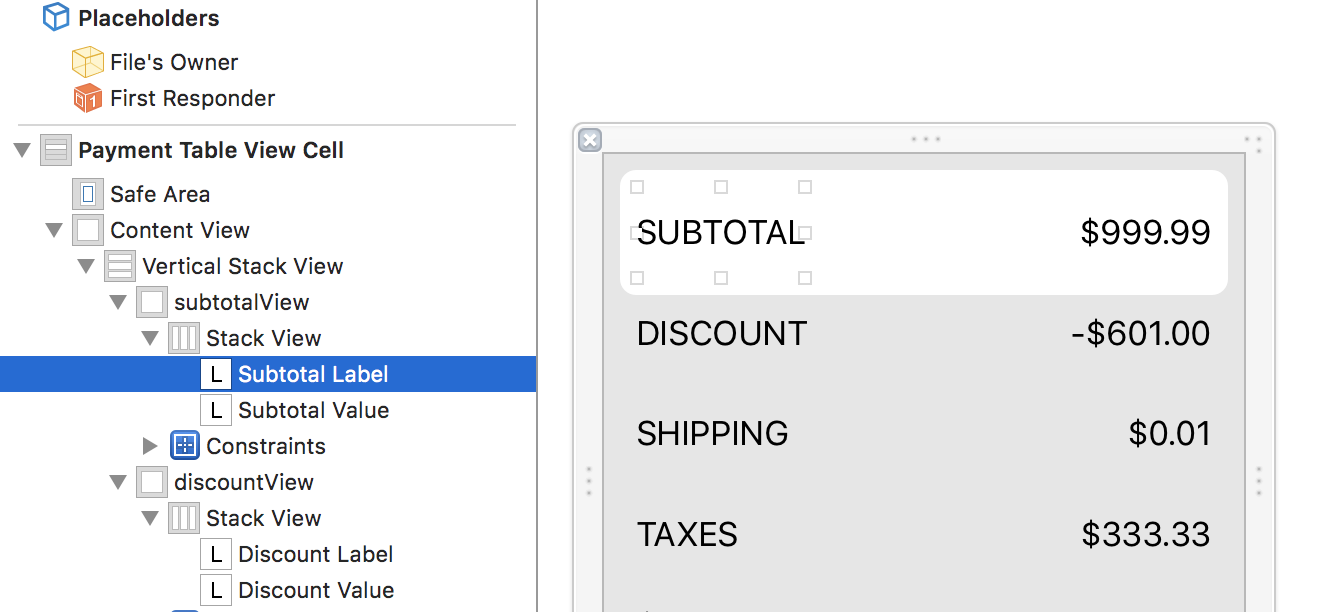 Placeholders
File's Owner
First Responder
Payment Table View Cell
Safe Area
Content View
Vertical Stack View
subtotalView
Stack View
L Subtotal Label
L Subtotal Value
Constraints
discountView
Stack View
L Discount Label
L Discount Value
SUBTOTAL $999.99
DISCOUNT -$601.00
SHIPPING $0.01
TAXES $333.33